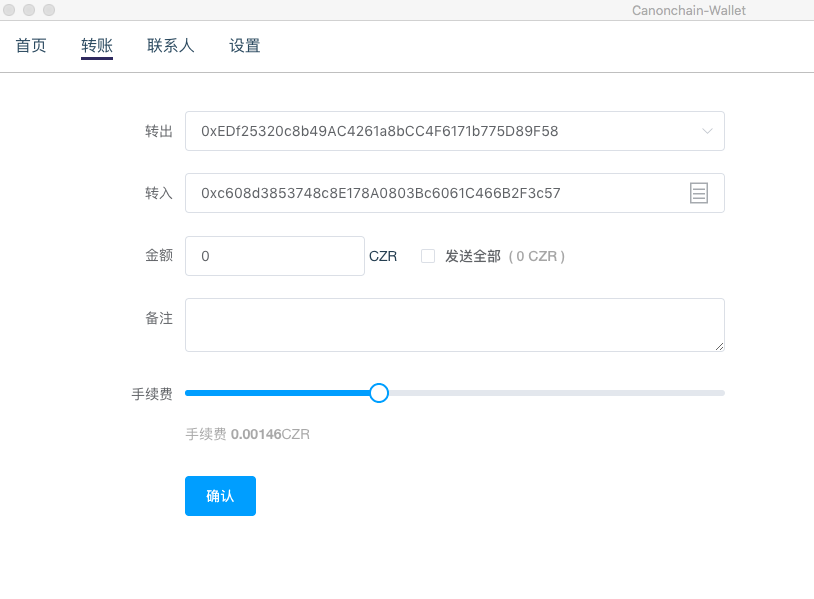 Canonchain-Wallet
首页 转账 联系人 设置
转出 0xEDf25320c8b49AC4261a8bCC4F6171b775D89F58
转入 0xc608d3853748c8E178A0803Bc6061C466B2F3c57
金额 0 CZR 发送全部 ( 0 CZR )
备注
手续费
手续费 0.00146CZR
确认